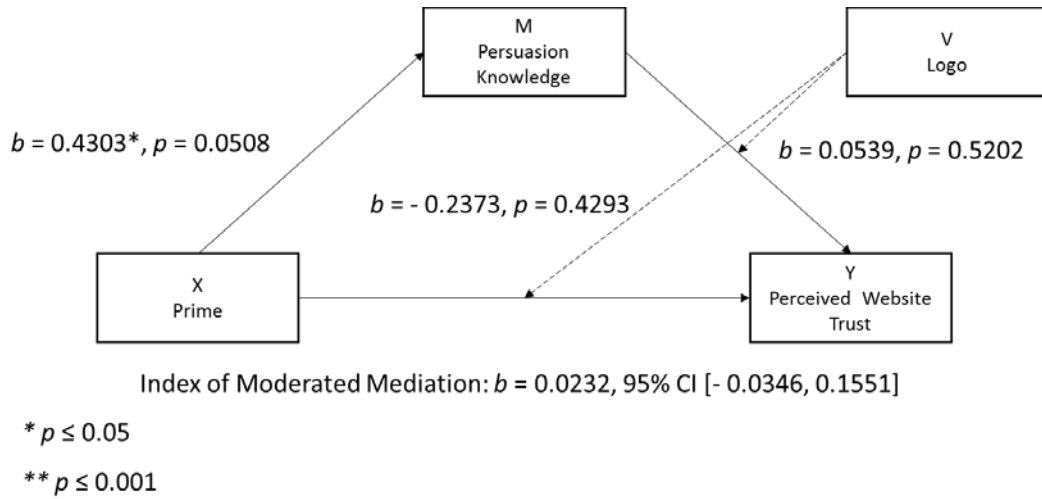 M
Persuasion
Knowledge
V
Logo
b = 0.4303*, p = 0.0508
b = 0.0539, p = 0.5202
b = - 0.2373, p = 0.4293
X
Prime
Y
Perceived Website
Trust
Index of Moderated Mediation: b = 0.0232, 95% CI [- 0.0346, 0.1551]
* p ≤ 0.05
** p ≤ 0.001